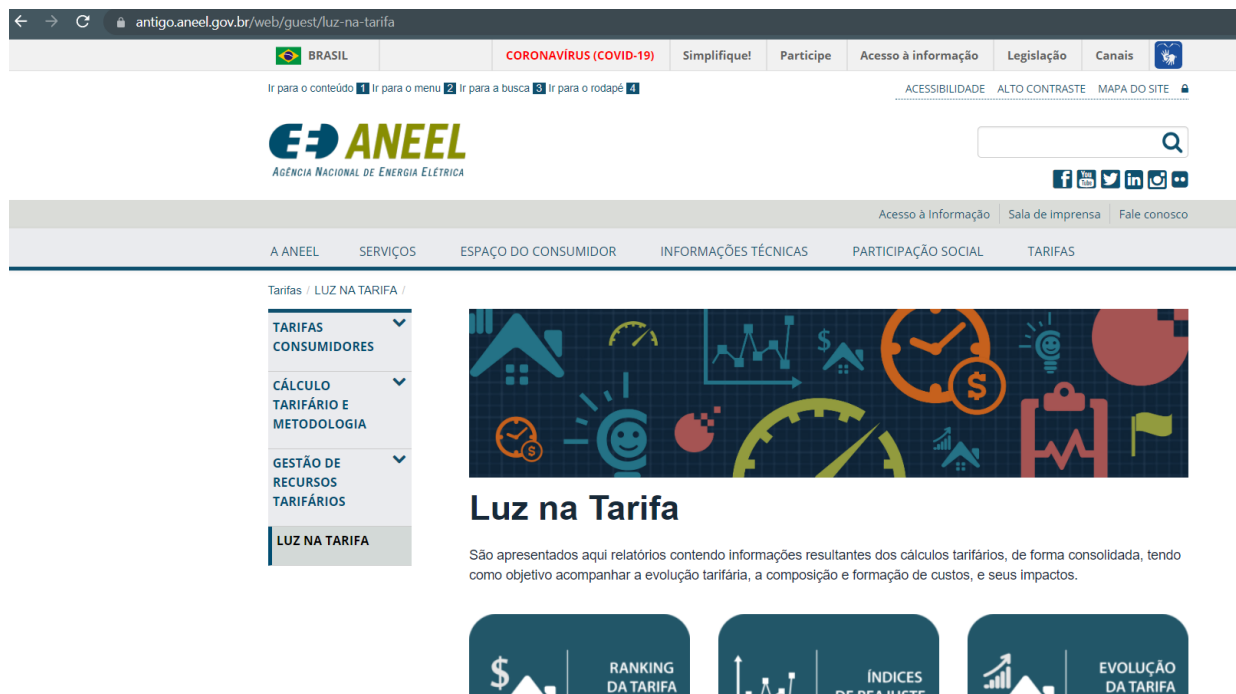 antigo.aneel.gov.br/web/guest/luz-na-tarifa
BRASIL CORONAVÍRUS (COVID-19) Simplifique! Participe Acesso à informação Legislação Canais
Ir para o conteúdo 1 Ir para o menu 2 Ir para a busca 3 Ir para o rodapé 4 ACESSIBILIDADE ALTO CONTRASTE MAPA DO SITE
ANEEL
AGÊNCIA NACIONAL DE ENERGIA ELÉTRICA
Acesso à Informação Sala de imprensa Fale conosco
A ANEEL SERVIÇOS ESPAÇO DO CONSUMIDOR INFORMAÇÕES TÉCNICAS PARTICIPAÇÃO SOCIAL TARIFAS
Tarifas / LUZ NA TARIFA /
TARIFAS
CONSUMIDORES
CÁLCULO
TARIFÁRIO E
METODOLOGIA
GESTÃO DE
RECURSOS
TARIFÁRIOS
LUZ NA TARIFA
Luz na Tarifa
São apresentados aqui relatórios contendo informações resultantes dos cálculos tarifários, de forma consolidada, tendo
como objetivo acompanhar a evolução tarifária, a composição e formação de custos, e seus impactos.
RANKING
DA TARIFA
ÍNDICES
DE REAJUSTE
EVOLUÇÃO
DA TARIFA